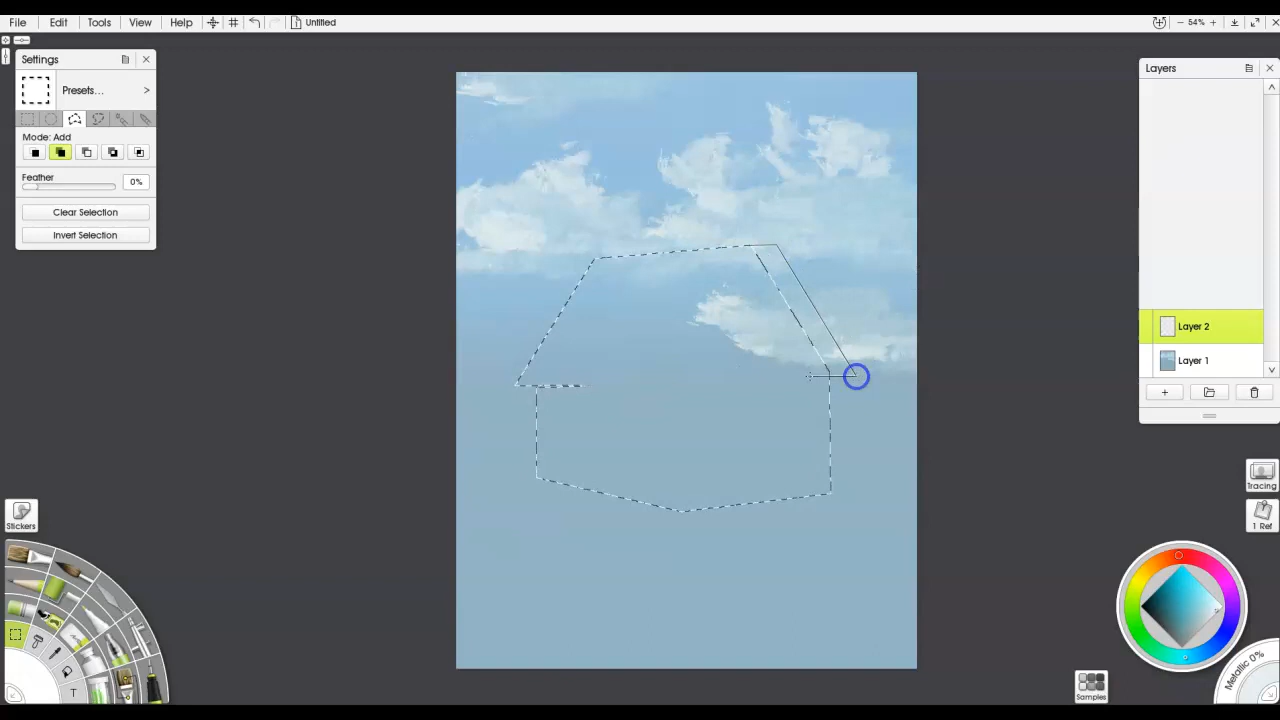 File Edit Tools View Help Untitled 54%
Settings
Presets...
Mode: Add
Feather
0%
Clear Selection
Invert Selection
Layers
Layer 2
Layer 1
Tracing
1 Ref
Stickers
T
Samples
Metallic 0%